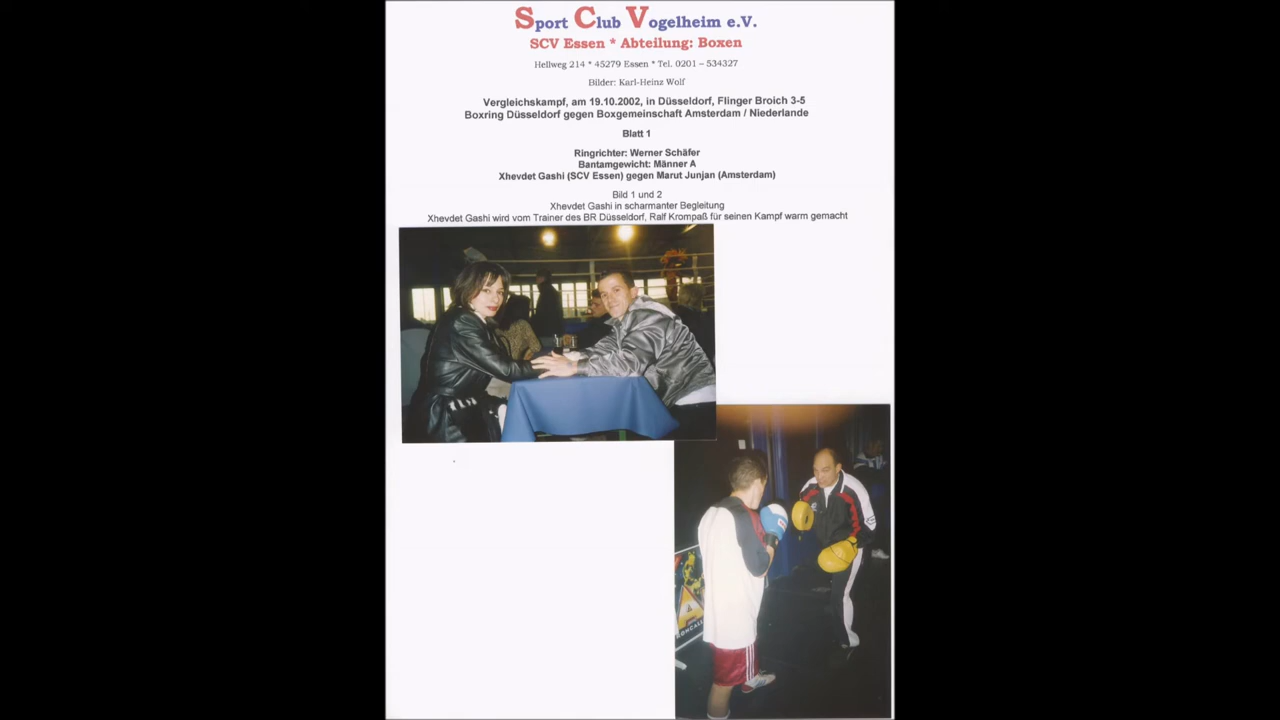 Sport Club Vogelheim e.V.
SCV Essen * Abteilung: Boxen
Hellweg 214 * 45279 Essen * Tel. 0201 – 534327
Bilder: Karl-Heinz Wolf
Vergleichskampf, am 19.10.2002, in Düsseldorf, Flinger Broich 3-5
Boxring Düsseldorf gegen Boxgemeinschaft Amsterdam / Niederlande
Blatt 1
Ringrichter: Werner Schäfer
Bantamgewicht: Männer A
Xhevdet Gashi (SCV Essen) gegen Marut Junjan (Amsterdam)
Bild 1 und 2
Xhevdet Gashi in scharmanter Begleitung
Xhevdet Gashi wird vom Trainer des BR Düsseldorf, Ralf Krompaß für seinen Kampf warm gemacht
A
RONCALLI